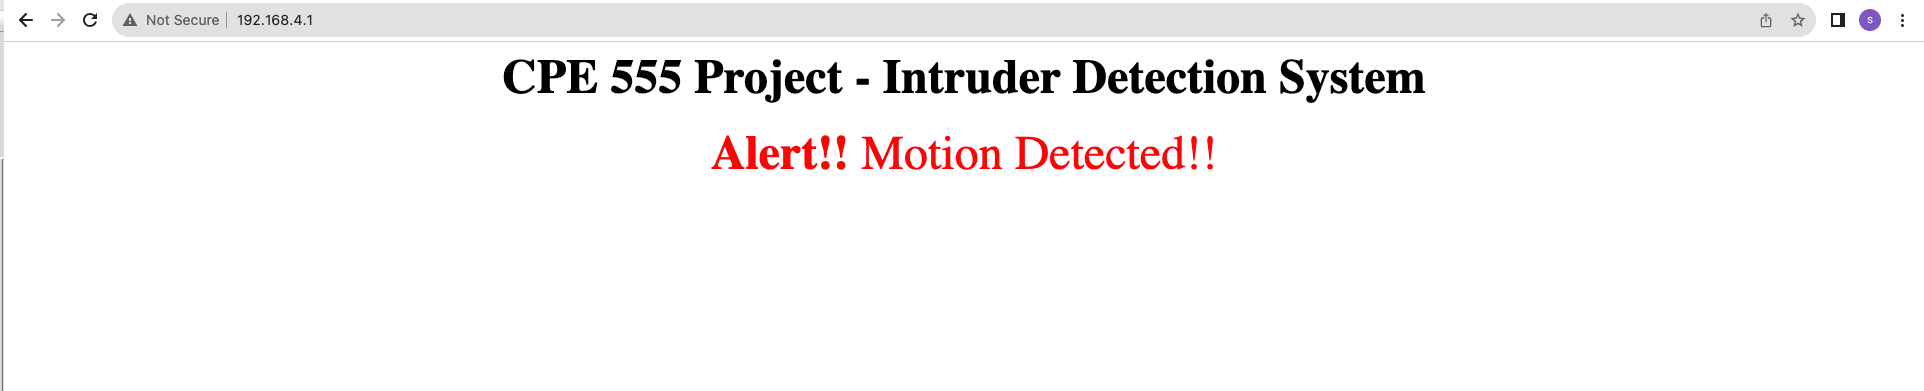 Not Secure 192.168.4.1 s
CPE 555 Project - Intruder Detection System
Alert!! Motion Detected!!